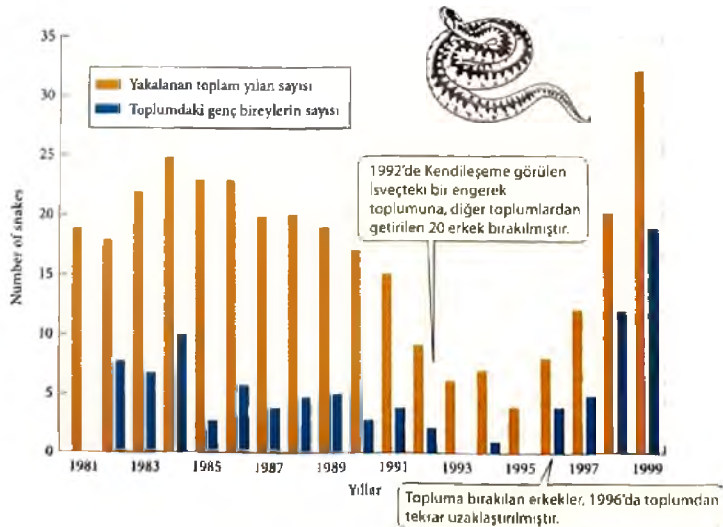 35
30
25
20
15
10
5
0
Number of snakes
Yakalanan toplam yılan sayısı
Toplumdaki genç bireylerin sayısı
1992'de Kendileşeme görülen
İsveçteki bir engerek
toplumuna, diğer toplumlardan
getirilen 20 erkek bırakılmıştır.
1981
1983
1985
1987
1989
1991
1993
1995
1997
1999
Yıllar
Topluma bırakılan erkekler, 1996'da toplumdan
tekrar uzaklaştırılmıştır.